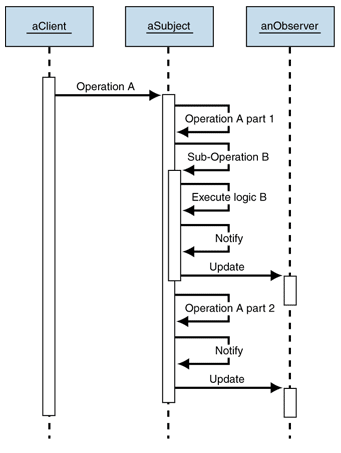 aClient
aSubject
anObserver
Operation A
Operation A part 1
Sub-Operation B
Execute logic B
Notify
Update
Operation A part 2
Notify
Update